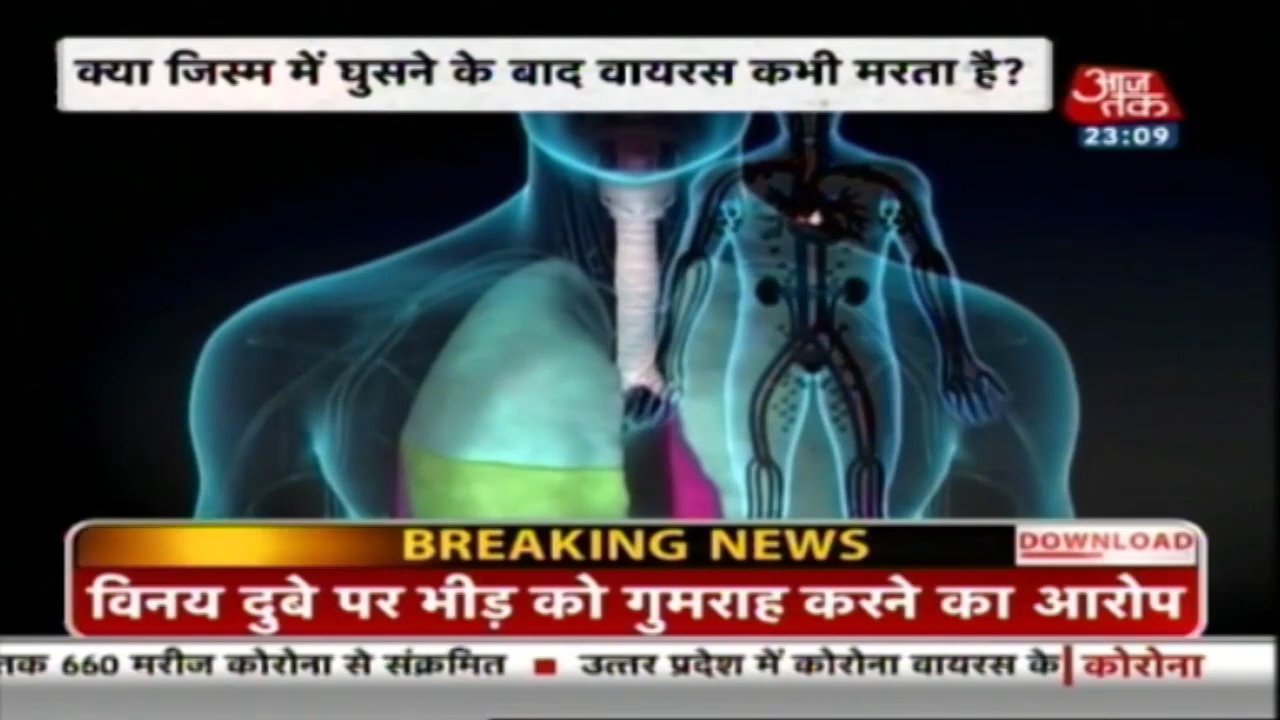 क्या जिस्म में घुसने के बाद वायरस कभी मरता है?
आज
तक
23:09
BREAKING NEWS
DOWNLOAD
विनय दुबे पर भीड़ को गुमराह करने का आरोप
तक 660 मरीज कोरोना से संक्रमित ■ उत्तर प्रदेश में कोरोना वायरस के कोरोना